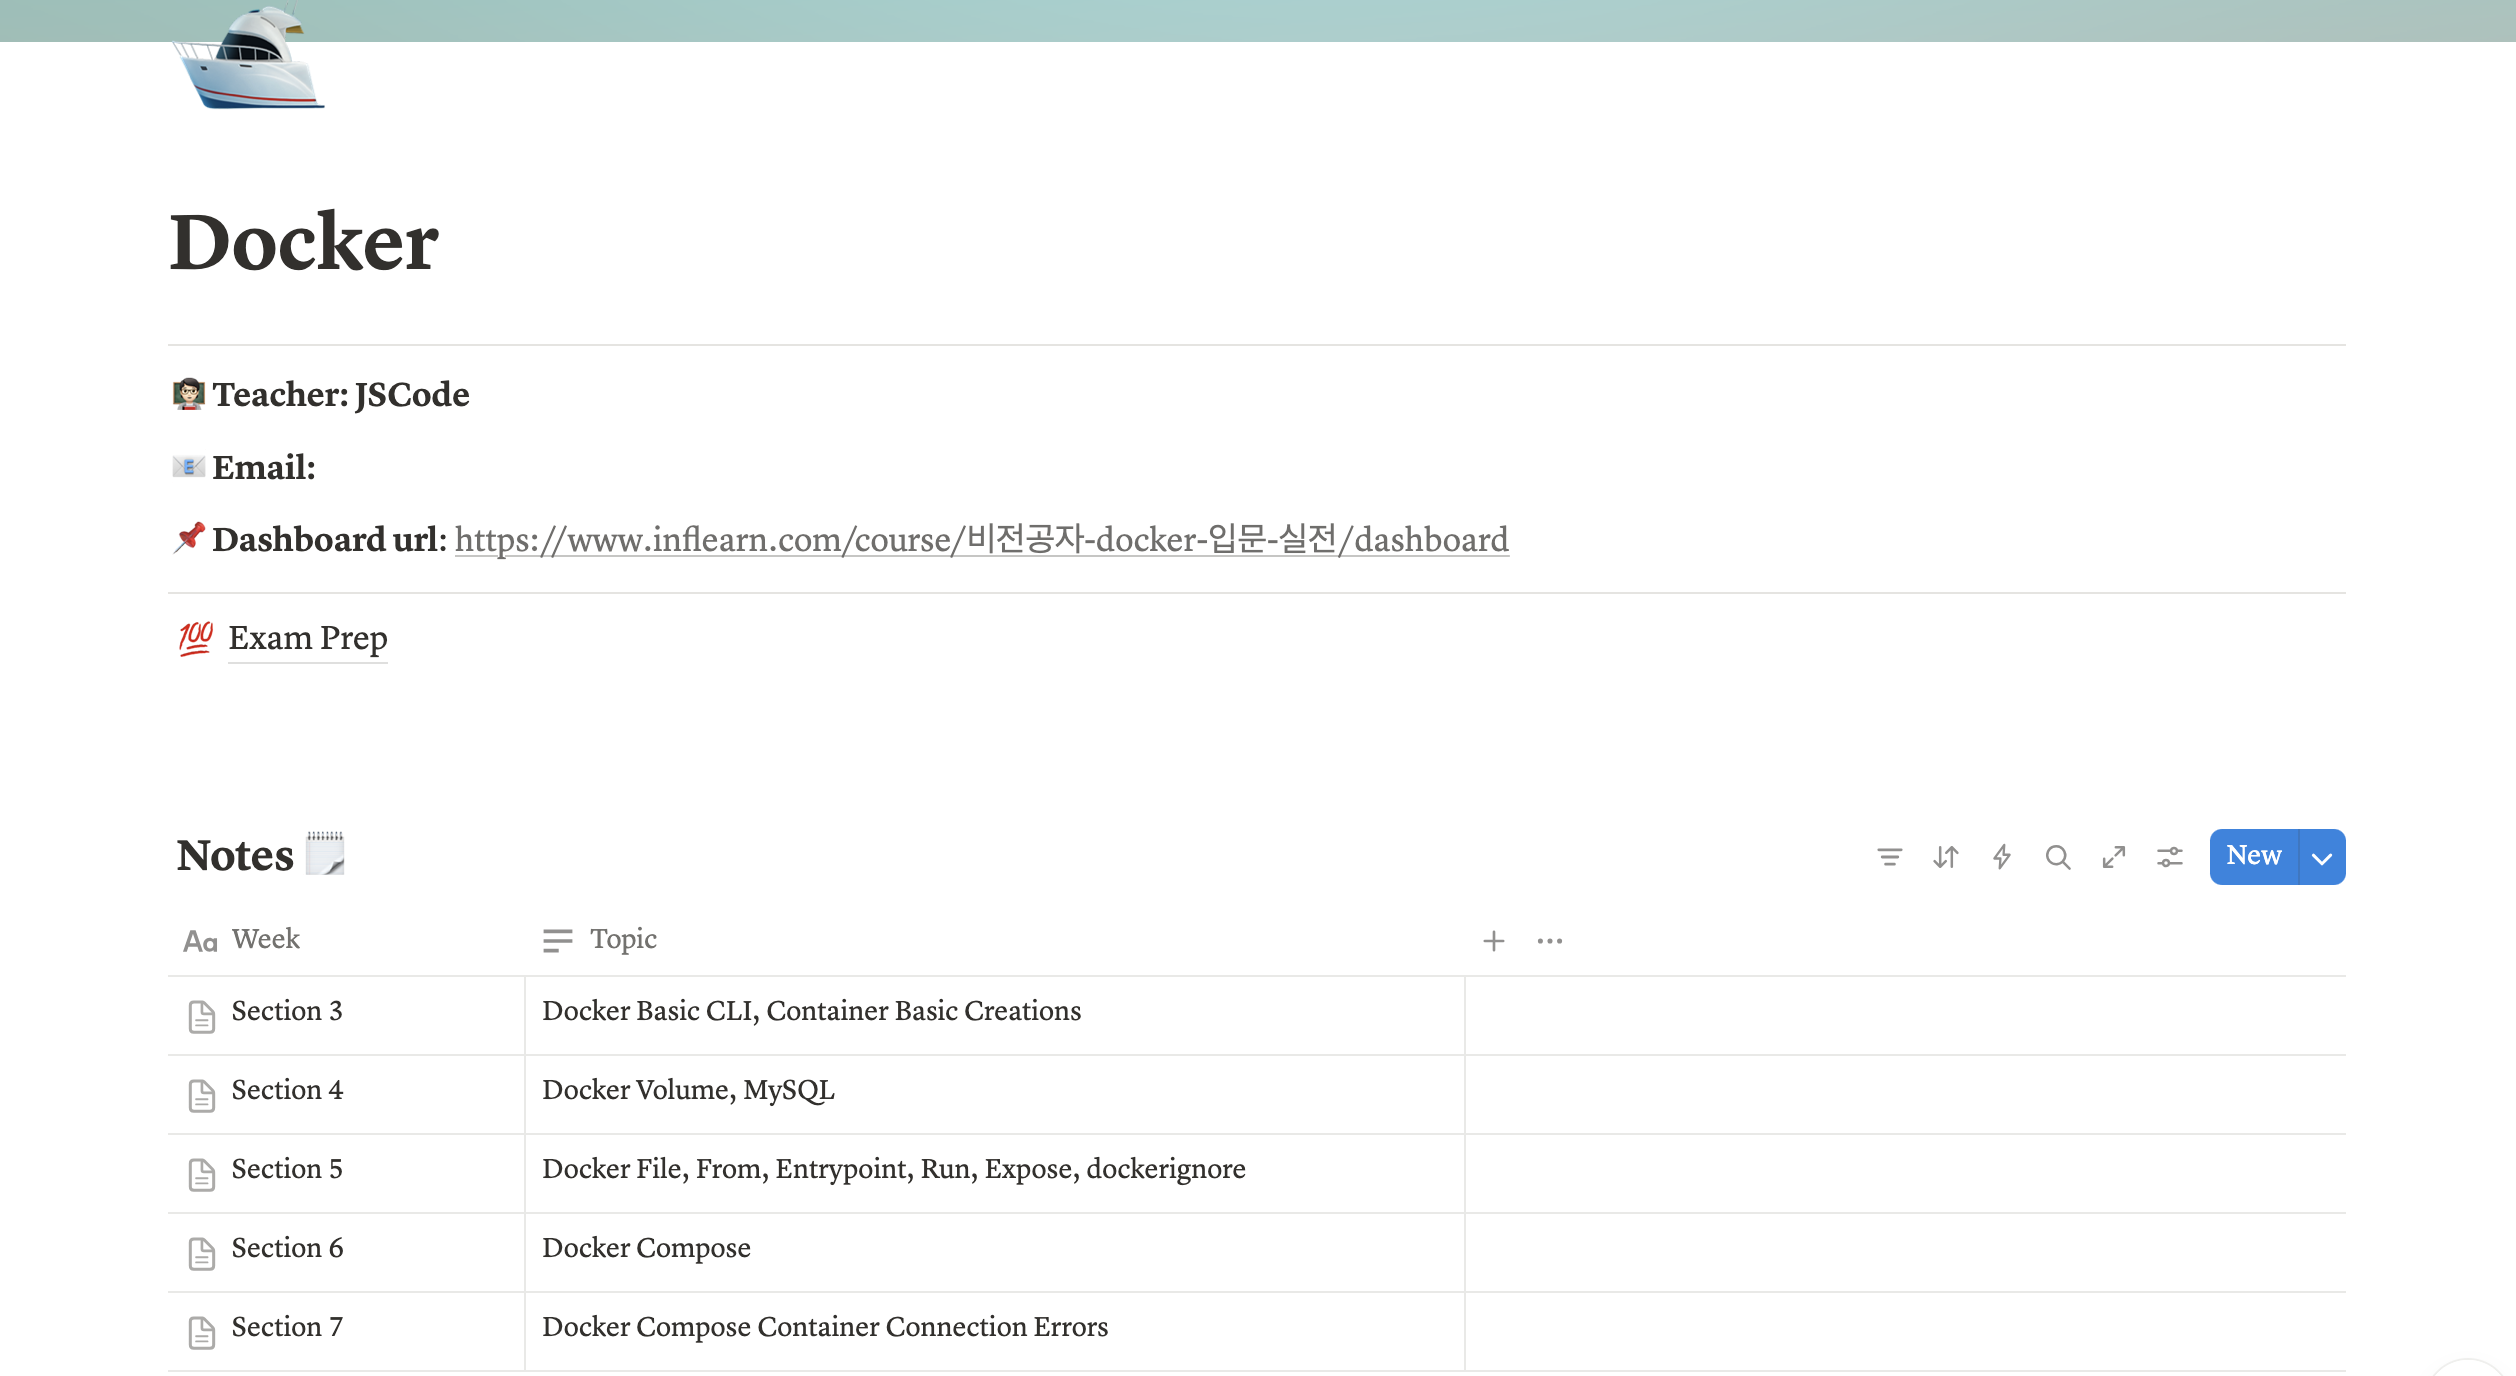 Docker
Teacher: JSCode
Email:
Dashboard url: https://www.inflearn.com/course/비전공자-docker-입문-실전/dashboard
100 Exam Prep
Notes
New
Aa Week Topic
Section 3 Docker Basic CLI, Container Basic Creations
Section 4 Docker Volume, MySQL
Section 5 Docker File, From, Entrypoint, Run, Expose, dockerignore
Section 6 Docker Compose
Section 7 Docker Compose Container Connection Errors